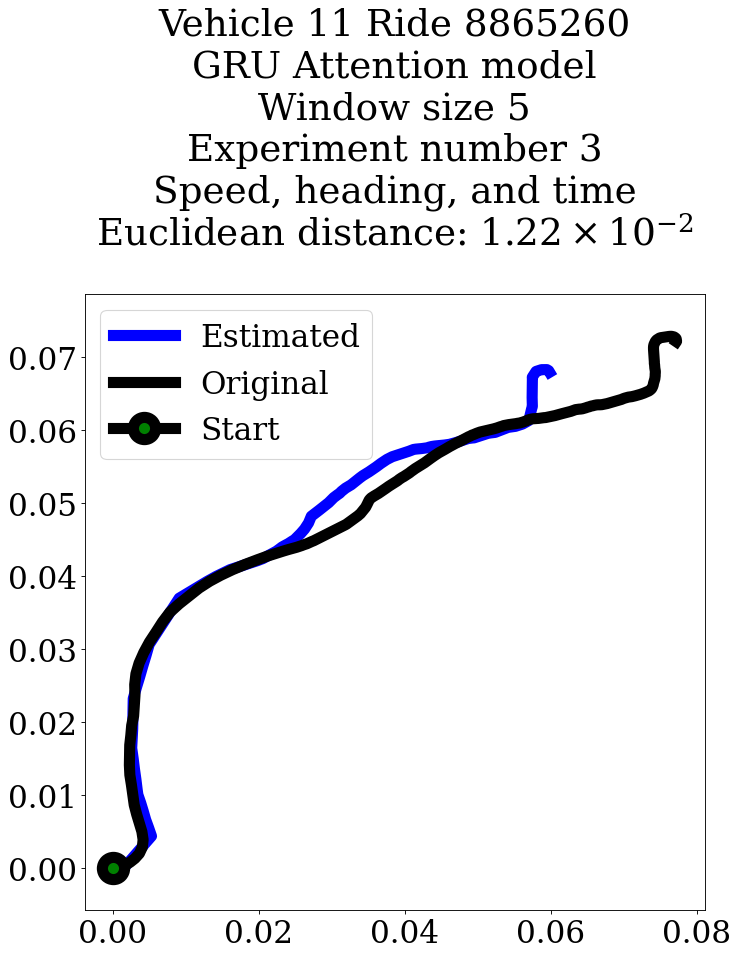 Vehicle 11 Ride 8865260
GRU Attention model
Window size 5
Experiment number 3
Speed, heading, and time
Euclidean distance: 1.22 × 10⁻²
Estimated
Original
Start
0.07
0.06
0.05
0.04
0.03
0.02
0.01
0.00
0.00 0.02 0.04 0.06 0.08